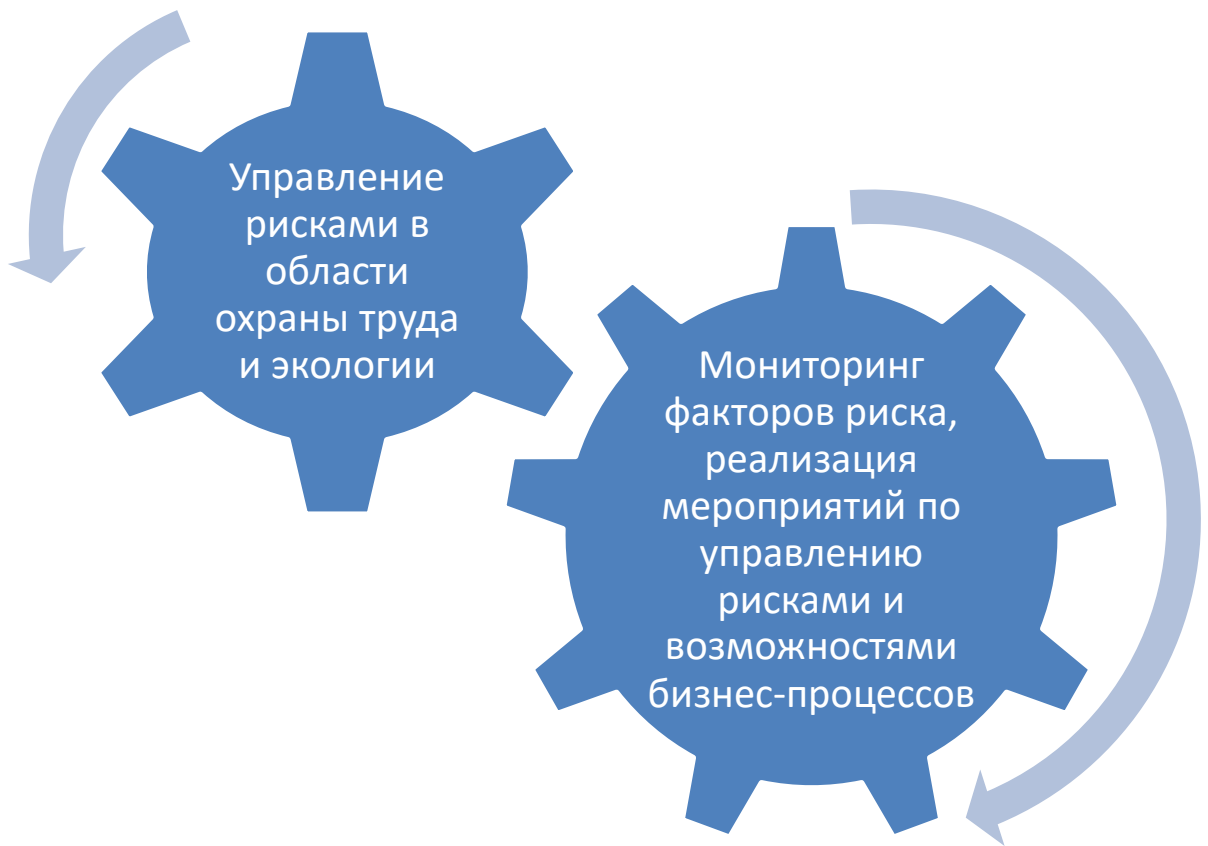 Управление
рисками в
области
охраны труда
и экологии
Мониторинг
факторов риска,
реализация
мероприятий по
управлению
рисками и
возможностями
бизнес-процессов